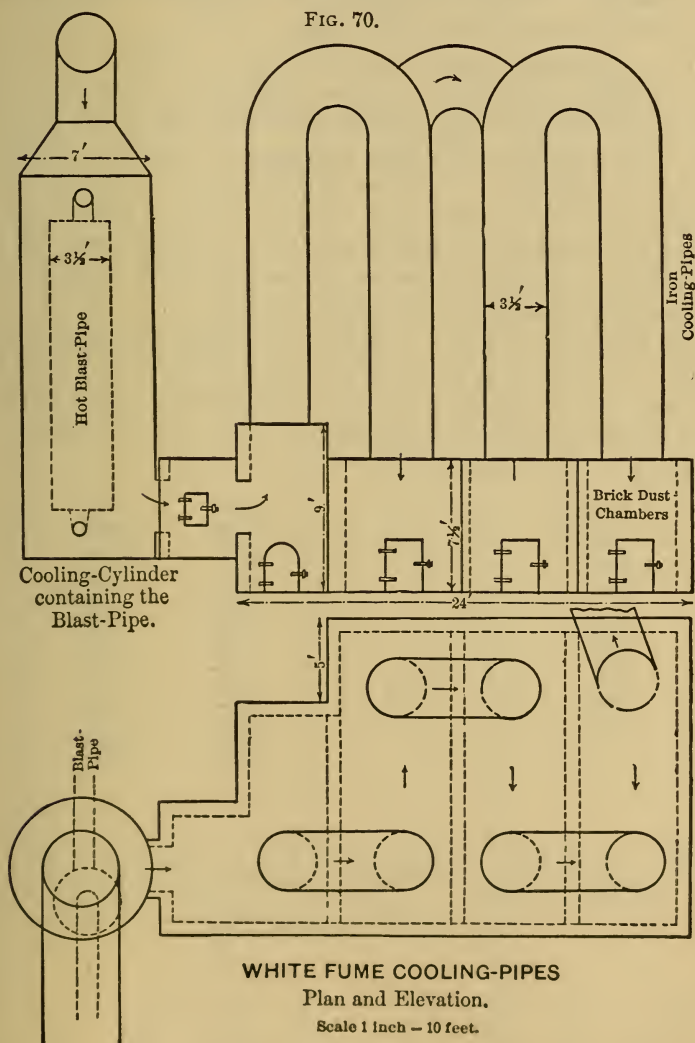 FIG. 70.
7′
3½′
Hot Blast-Pipe
Cooling-Cylinder
containing the
Blast-Pipe.
3½′
Iron
Cooling-Pipes
9′
7½′
Brick Dust
Chambers
24′
5′
Blast-
Pipe
WHITE FUME COOLING-PIPES
Plan and Elevation.
Scale 1 inch – 10 feet.